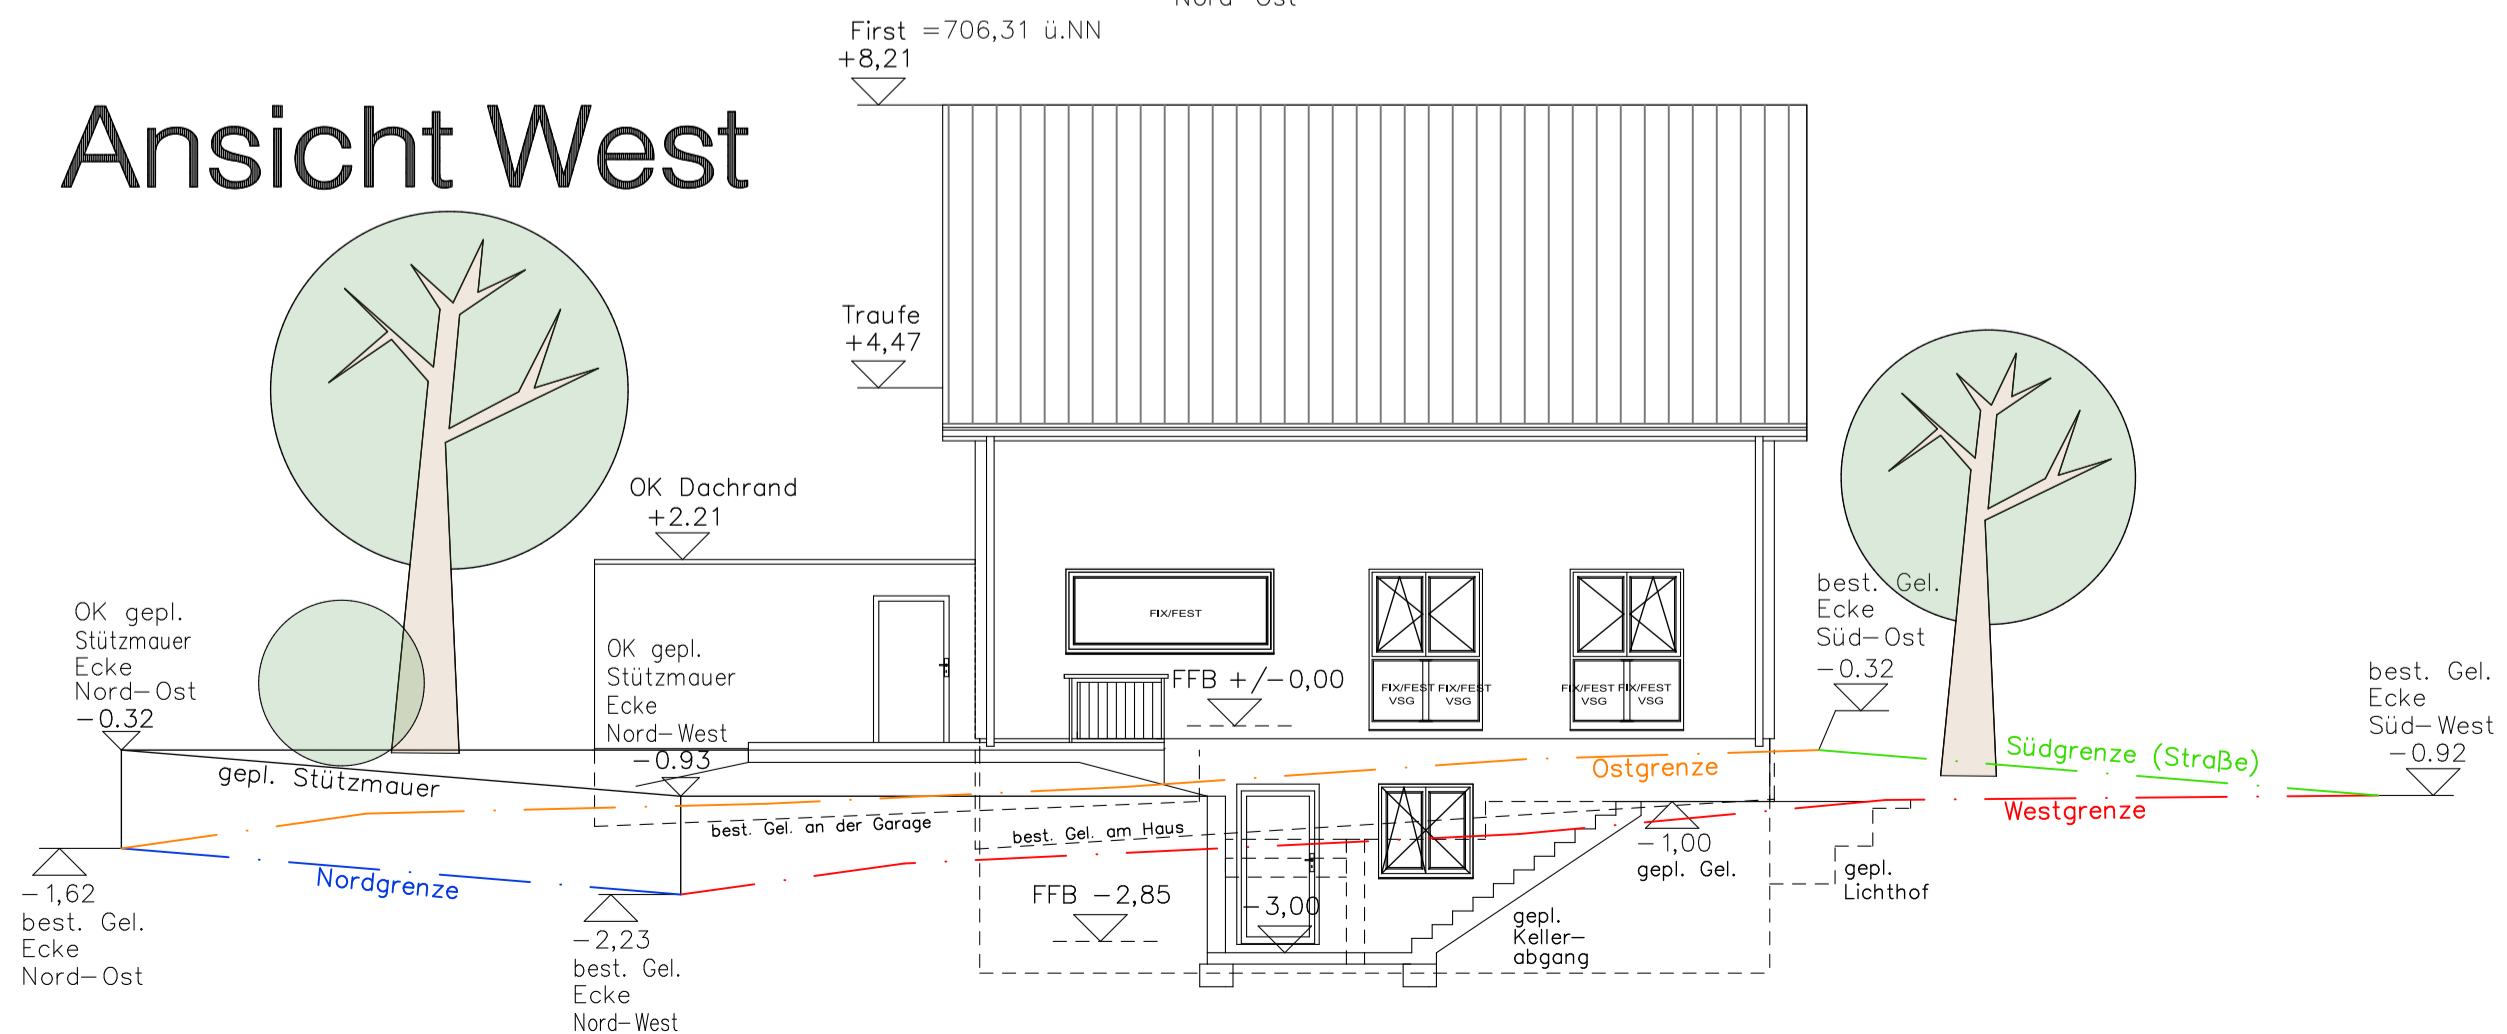 Nord-Ost
First =706,31 ü.NN
+8,21
Ansicht West
Traufe
+4,47
OK Dachrand
+2.21
OK gepl.
Stützmauer
Ecke
Nord-Ost
-0.32
OK gepl.
Stützmauer
Ecke
Nord-West
-0.93
FIX/FEST
FFB +/-0,00
FIX/FEST
VSG
FIX/FEST
VSG
FIX/FEST
VSG
FIX/FEST
VSG
best. Gel.
Ecke
Süd-Ost
-0.32
best. Gel.
Ecke
Süd-West
-0.92
gepl. Stützmauer
Ostgrenze
Südgrenze (Straße)
Westgrenze
best. Gel. an der Garage
best. Gel. am Haus
Nordgrenze
-1,62
best. Gel.
Ecke
Nord-Ost
-2,23
best. Gel.
Ecke
Nord-West
FFB -2,85
-3,00
gepl.
Keller-
abgang
-1,00
gepl. Gel.
gepl.
Lichthof